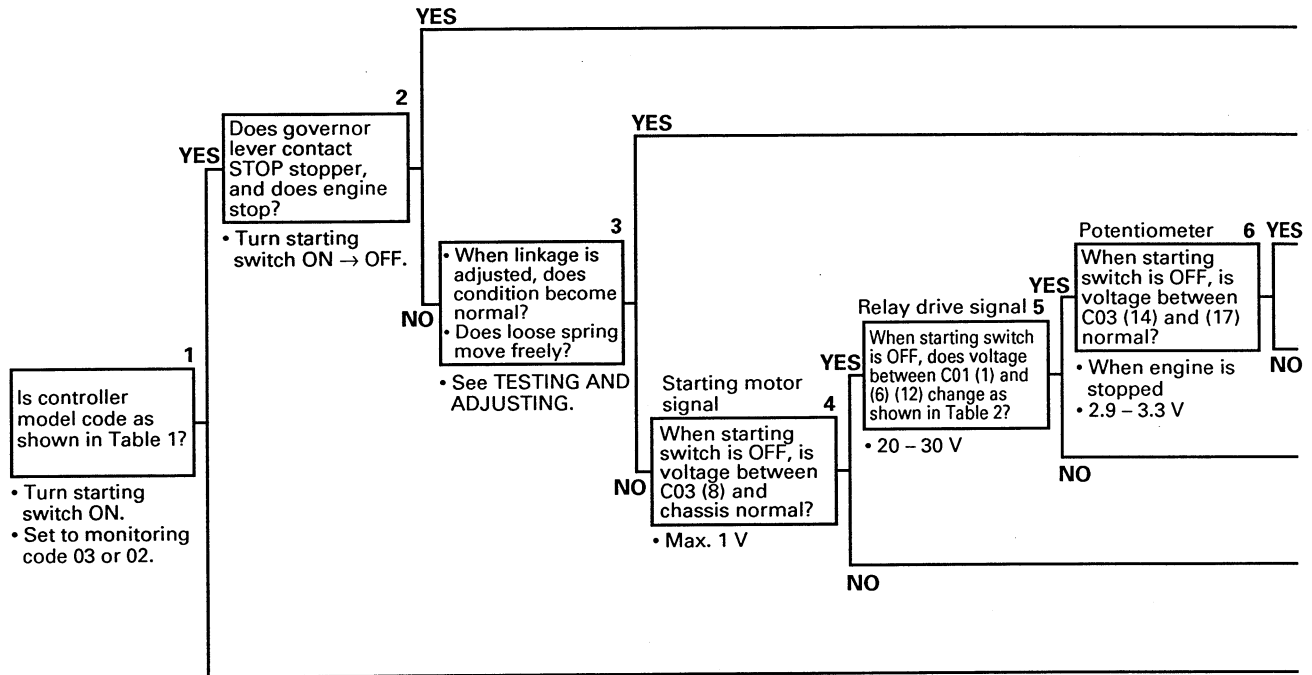 YES
2
Does governor
lever contact
STOP stopper,
and does engine
stop?
YES
• Turn starting
switch ON → OFF.
YES
3
• When linkage is
adjusted, does
condition become
normal?
• Does loose spring
move freely?
NO
• See TESTING AND
ADJUSTING.
1
Is controller
model code as
shown in Table 1?
• Turn starting
switch ON.
• Set to monitoring
code 03 or 02.
Starting motor
signal
4
When starting
switch is OFF, is
voltage between
C03 (8) and
chassis normal?
NO
• Max. 1 V
YES
Relay drive signal 5
When starting switch
is OFF, does voltage
between C01 (1) and
(6) (12) change as
shown in Table 2?
• 20 – 30 V
NO
YES
Potentiometer 6
When starting
switch is OFF, is
voltage between
C03 (14) and (17)
normal?
• When engine is
stopped
• 2.9 – 3.3 V
YES
NO
NO